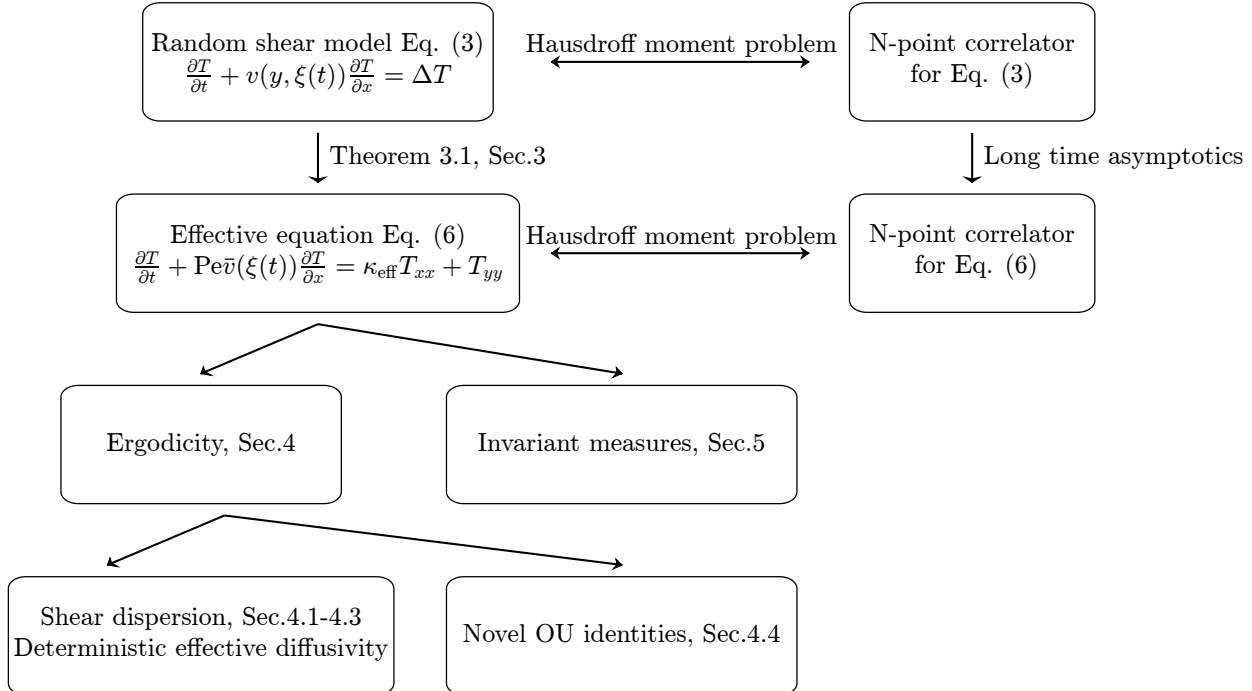 Random shear model Eq. (3)
∂T/∂t + v(y, ξ(t)) ∂T/∂x = ΔT
Hausdroff moment problem
N-point correlator
for Eq. (3)
Theorem 3.1, Sec.3
Long time asymptotics
Effective equation Eq. (6)
∂T/∂t + Pev̄(ξ(t)) ∂T/∂x = κ_eff T_xx + T_yy
Hausdroff moment problem
N-point correlator
for Eq. (6)
Ergodicity, Sec.4
Invariant measures, Sec.5
Shear dispersion, Sec.4.1-4.3
Deterministic effective diffusivity
Novel OU identities, Sec.4.4